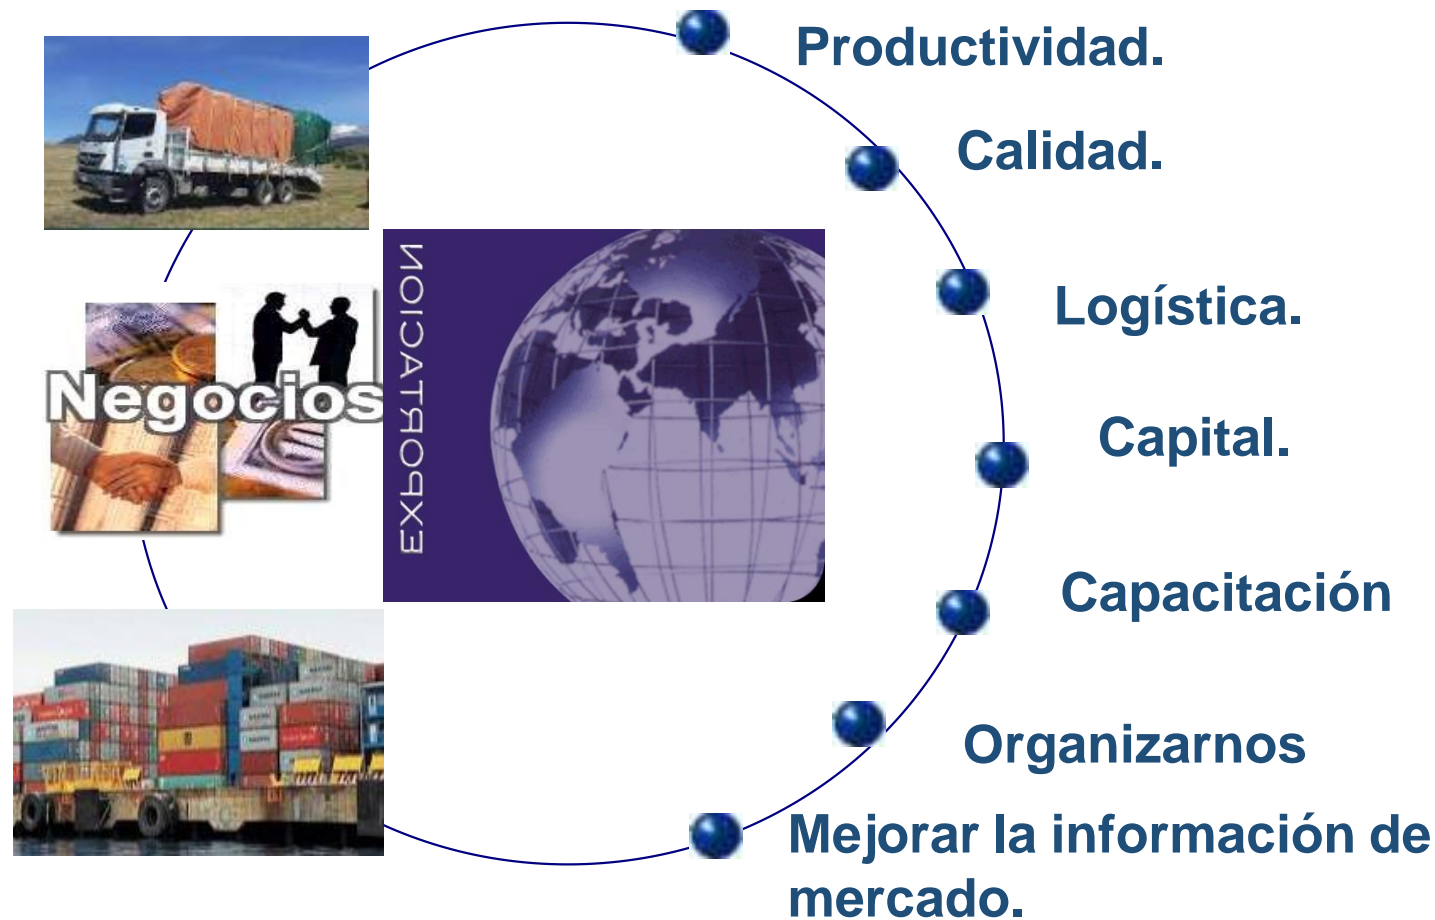 Productividad.
Calidad.
Logística.
Capital.
Capacitación
Organizarnos
Mejorar la información de
mercado.
Negocios
EXPORTACION